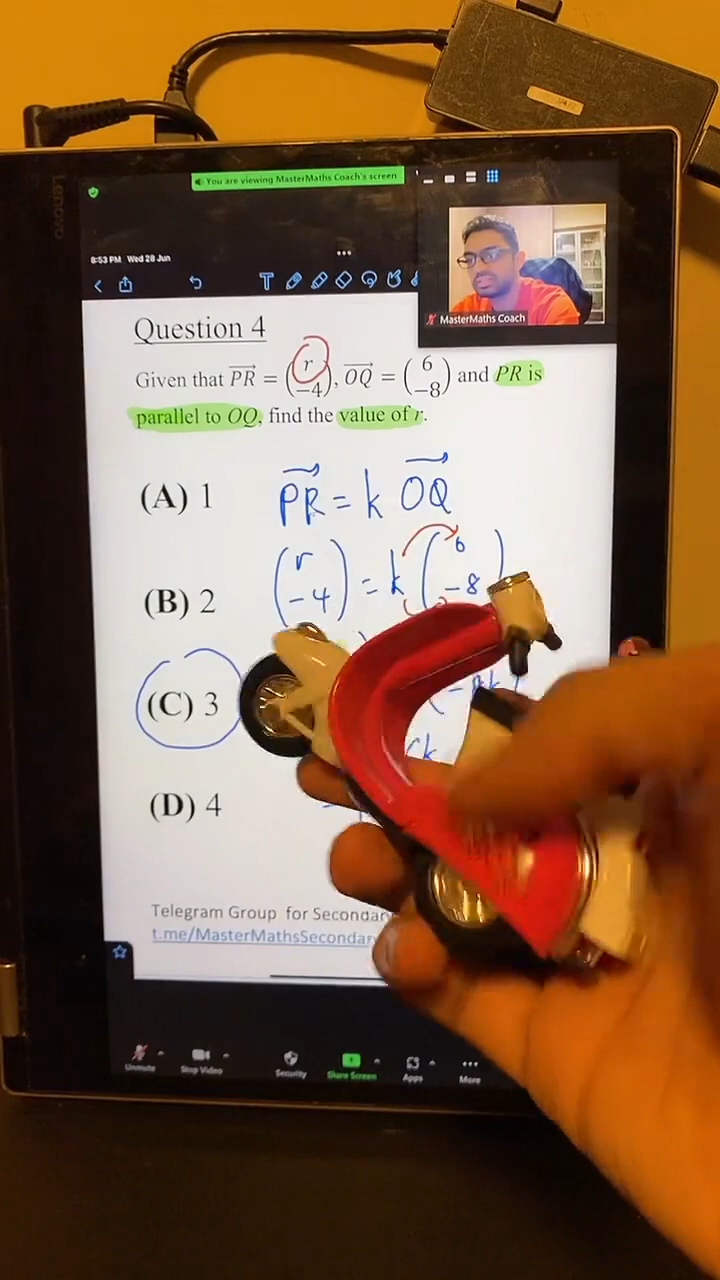 Lenovo
You are viewing MasterMaths Coach's screen
8:53 PM Wed 28 Jun
T
MasterMaths Coach
Question 4
Given that PR = (r -4), OQ = (6 -8) and PR is
parallel to OQ, find the value of r.
(A) 1
PR = k OQ
(B) 2
(r -4) = k (6 -8)
(C) 3
(D) 4
Telegram Group for Secondar
t.me/MasterMathsSecondar
Unmute
Stop Video
Security
Share Screen
Apps
More